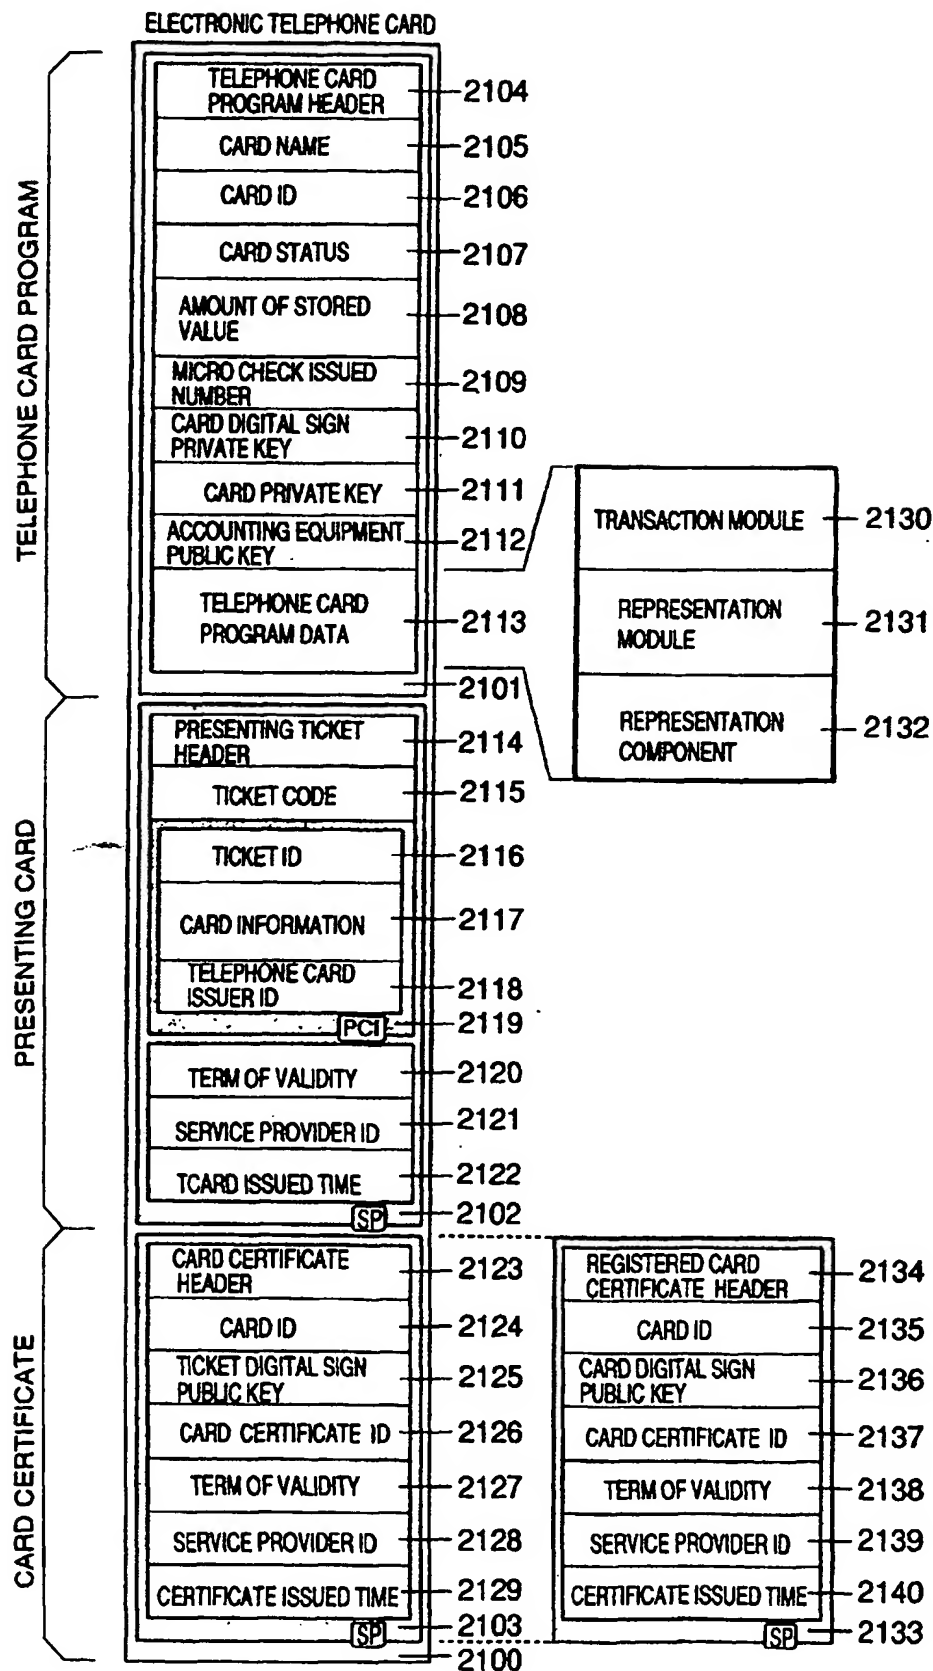 ELECTRONIC TELEPHONE CARD
TELEPHONE CARD PROGRAM
TELEPHONE CARD
PROGRAM HEADER
2104
CARD NAME
2105
CARD ID
2106
CARD STATUS
2107
AMOUNT OF STORED
VALUE
2108
MICRO CHECK ISSUED
NUMBER
2109
CARD DIGITAL SIGN
PRIVATE KEY
2110
CARD PRIVATE KEY
2111
ACCOUNTING EQUIPMENT
PUBLIC KEY
2112
TELEPHONE CARD
PROGRAM DATA
2113
2101
TRANSACTION MODULE
2130
REPRESENTATION
MODULE
2131
REPRESENTATION
COMPONENT
2132
PRESENTING CARD
PRESENTING TICKET
HEADER
2114
TICKET CODE
2115
TICKET ID
2116
CARD INFORMATION
2117
TELEPHONE CARD
ISSUER ID
2118
PCI
2119
TERM OF VALIDITY
2120
SERVICE PROVIDER ID
2121
TCARD ISSUED TIME
2122
SP
2102
CARD CERTIFICATE
CARD CERTIFICATE
HEADER
2123
CARD ID
2124
TICKET DIGITAL SIGN
PUBLIC KEY
2125
CARD CERTIFICATE ID
2126
TERM OF VALIDITY
2127
SERVICE PROVIDER ID
2128
CERTIFICATE ISSUED TIME
2129
SP
2103
2100
REGISTERED CARD
CERTIFICATE HEADER
2134
CARD ID
2135
CARD DIGITAL SIGN
PUBLIC KEY
2136
CARD CERTIFICATE ID
2137
TERM OF VALIDITY
2138
SERVICE PROVIDER ID
2139
CERTIFICATE ISSUED TIME
2140
SP
2133